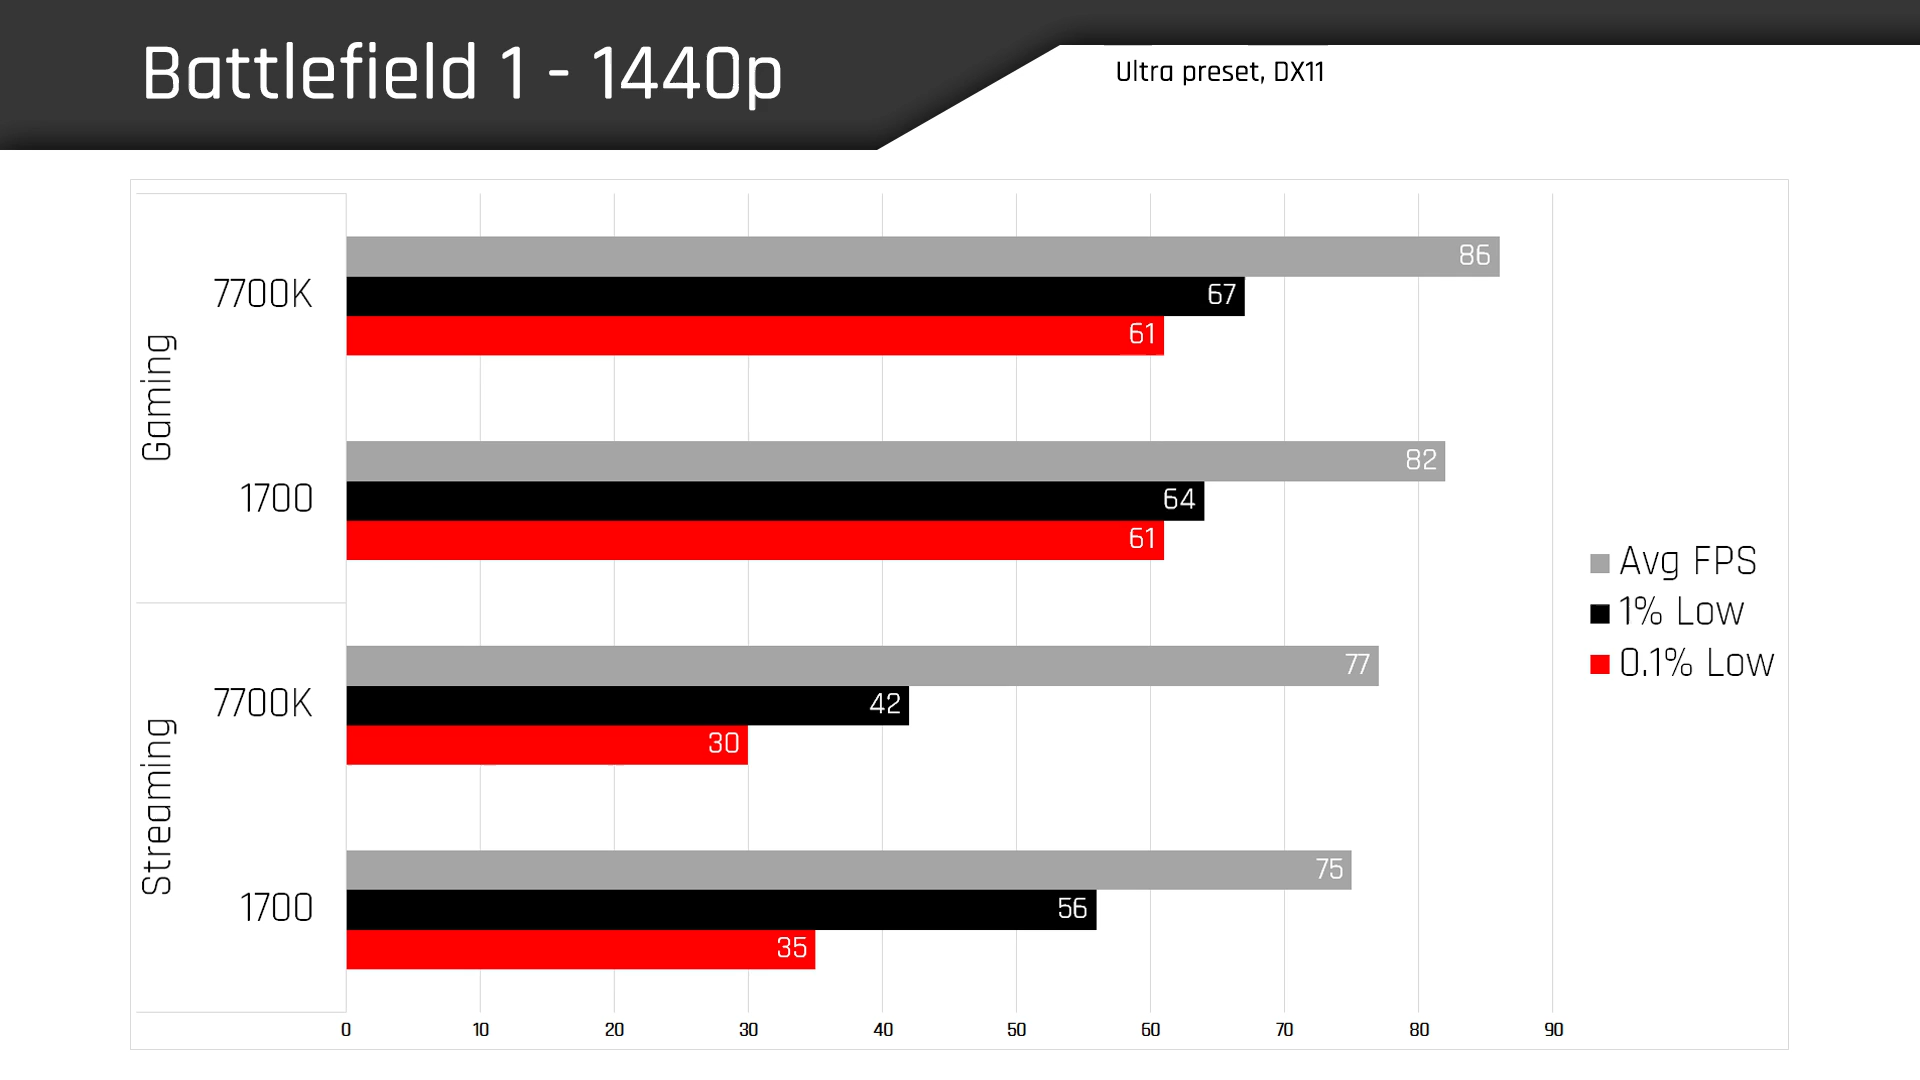 Battlefield 1 - 1440p
Ultra preset, DX11
Gaming
7700K
86
67
61
1700
82
64
61
Streaming
7700K
77
42
30
1700
75
56
35
Avg FPS
1% Low
0.1% Low
0 10 20 30 40 50 60 70 80 90